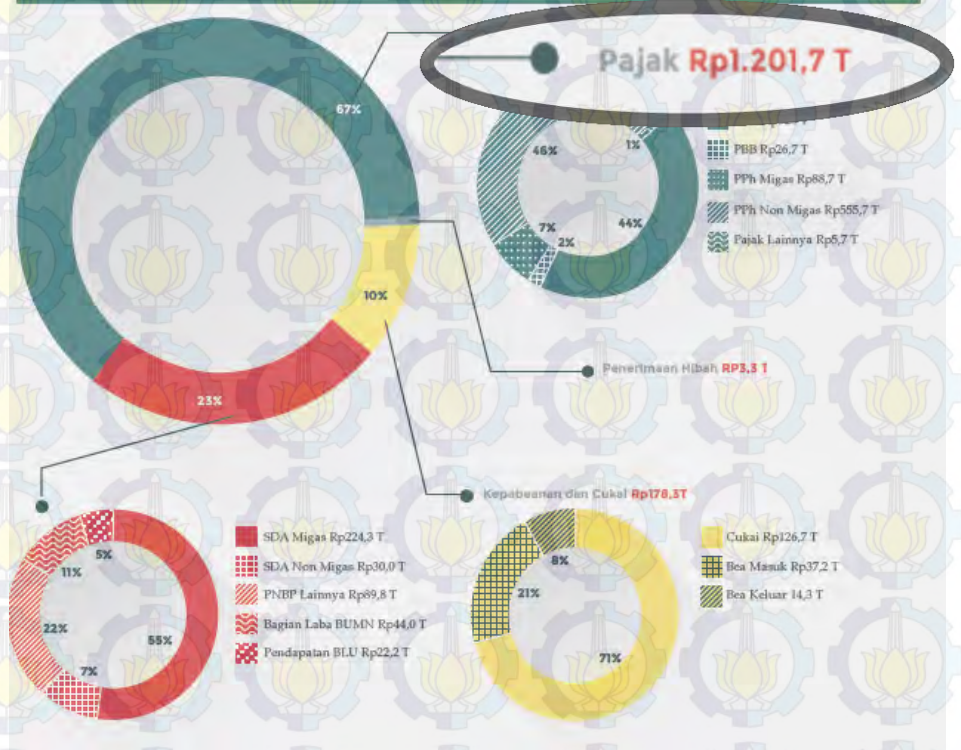 Pajak Rp1.201,7 T
67%
46%
1%
44%
7%
2%
PBB Rp26,7 T
PPh Migas Rp88,7 T
PPh Non Migas Rp555,7 T
Pajak Lainnya Rp5,7 T
10%
23%
Penerimaan Hibah RP3,3 T
Kepabeanan dan Cukai Rp178,3T
5%
11%
22%
55%
7%
SDA Migas Rp224,3 T
SDA Non Migas Rp30,0 T
PNBP Lainnya Rp89,8 T
Bagian Laba BUMN Rp44,0 T
Pendapatan BLU Rp22,2 T
8%
21%
71%
Cukai Rp126,7 T
Bea Masuk Rp37,2 T
Bea Keluar 14,3 T